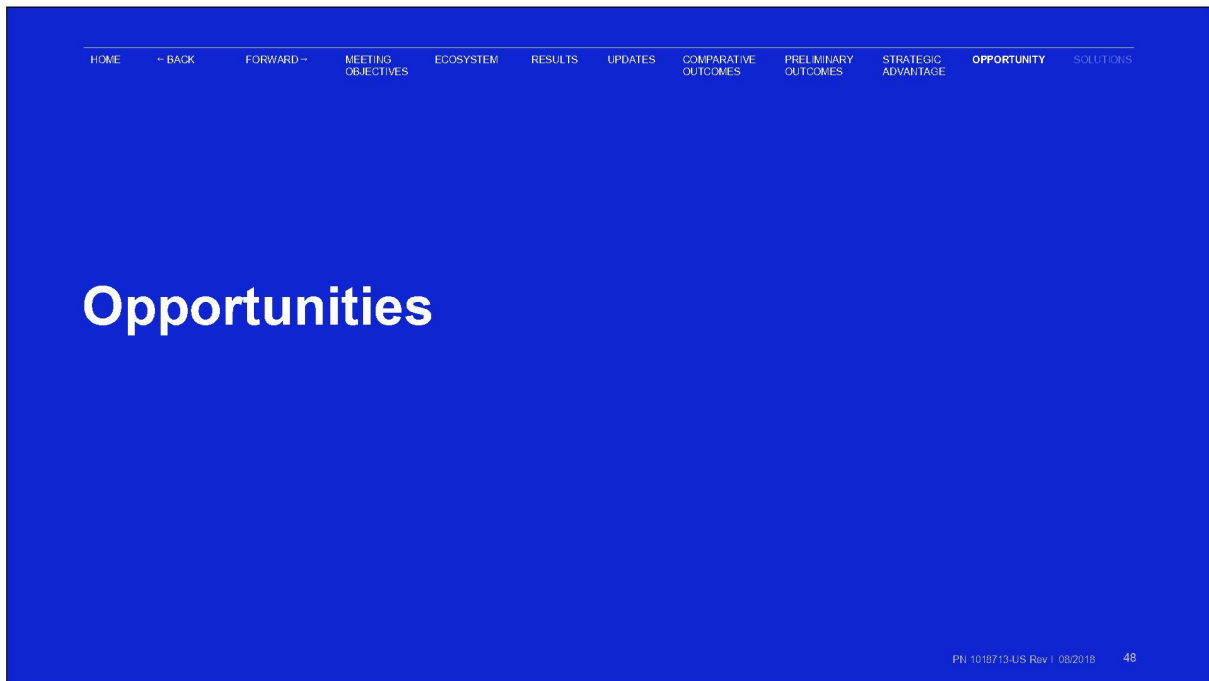 HOME ←BACK FORWARD→ MEETING OBJECTIVES ECOSYSTEM RESULTS UPDATES COMPARATIVE OUTCOMES PRELIMINARY OUTCOMES STRATEGIC ADVANTAGE OPPORTUNITY SOLUTIONS
Opportunities
PN 1018713-US Rev I 08/2018 48